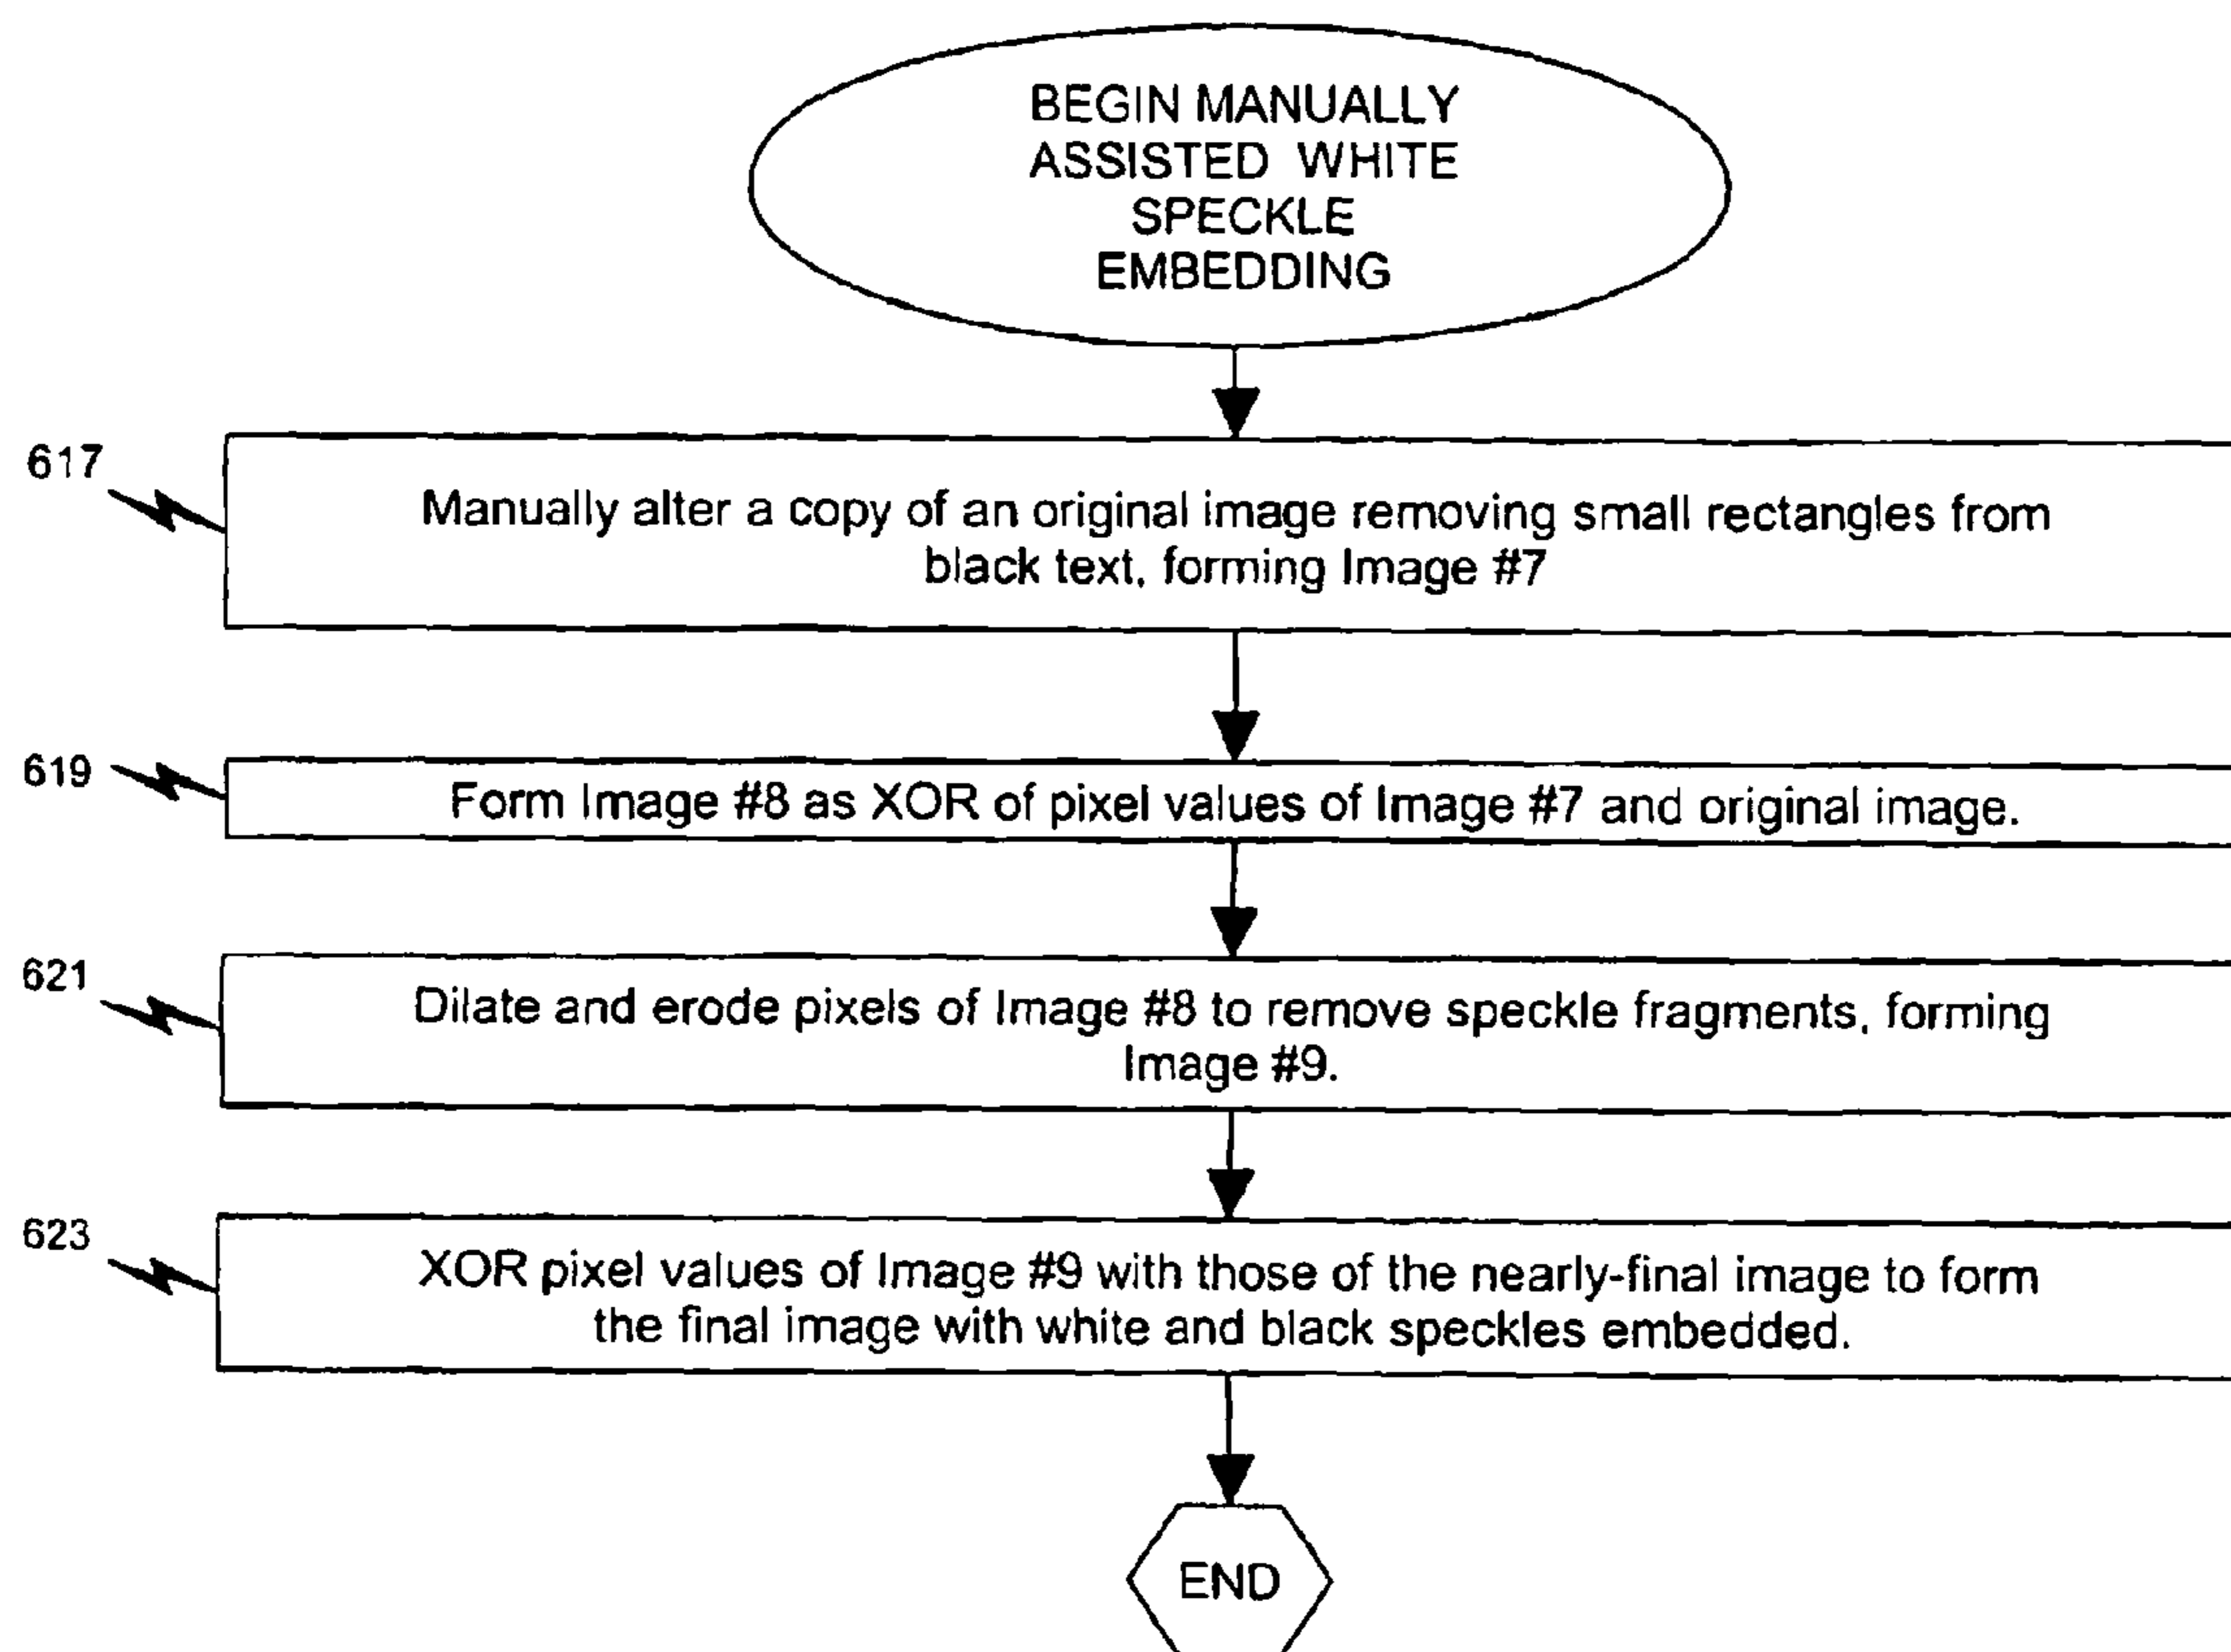 BEGIN MANUALLY
ASSISTED WHITE
SPECKLE
EMBEDDING
617
Manually alter a copy of an original image removing small rectangles from
black text, forming Image #7
619
Form Image #8 as XOR of pixel values of Image #7 and original image.
621
Dilate and erode pixels of Image #8 to remove speckle fragments, forming
Image #9.
623
XOR pixel values of Image #9 with those of the nearly-final image to form
the final image with white and black speckles embedded.
END